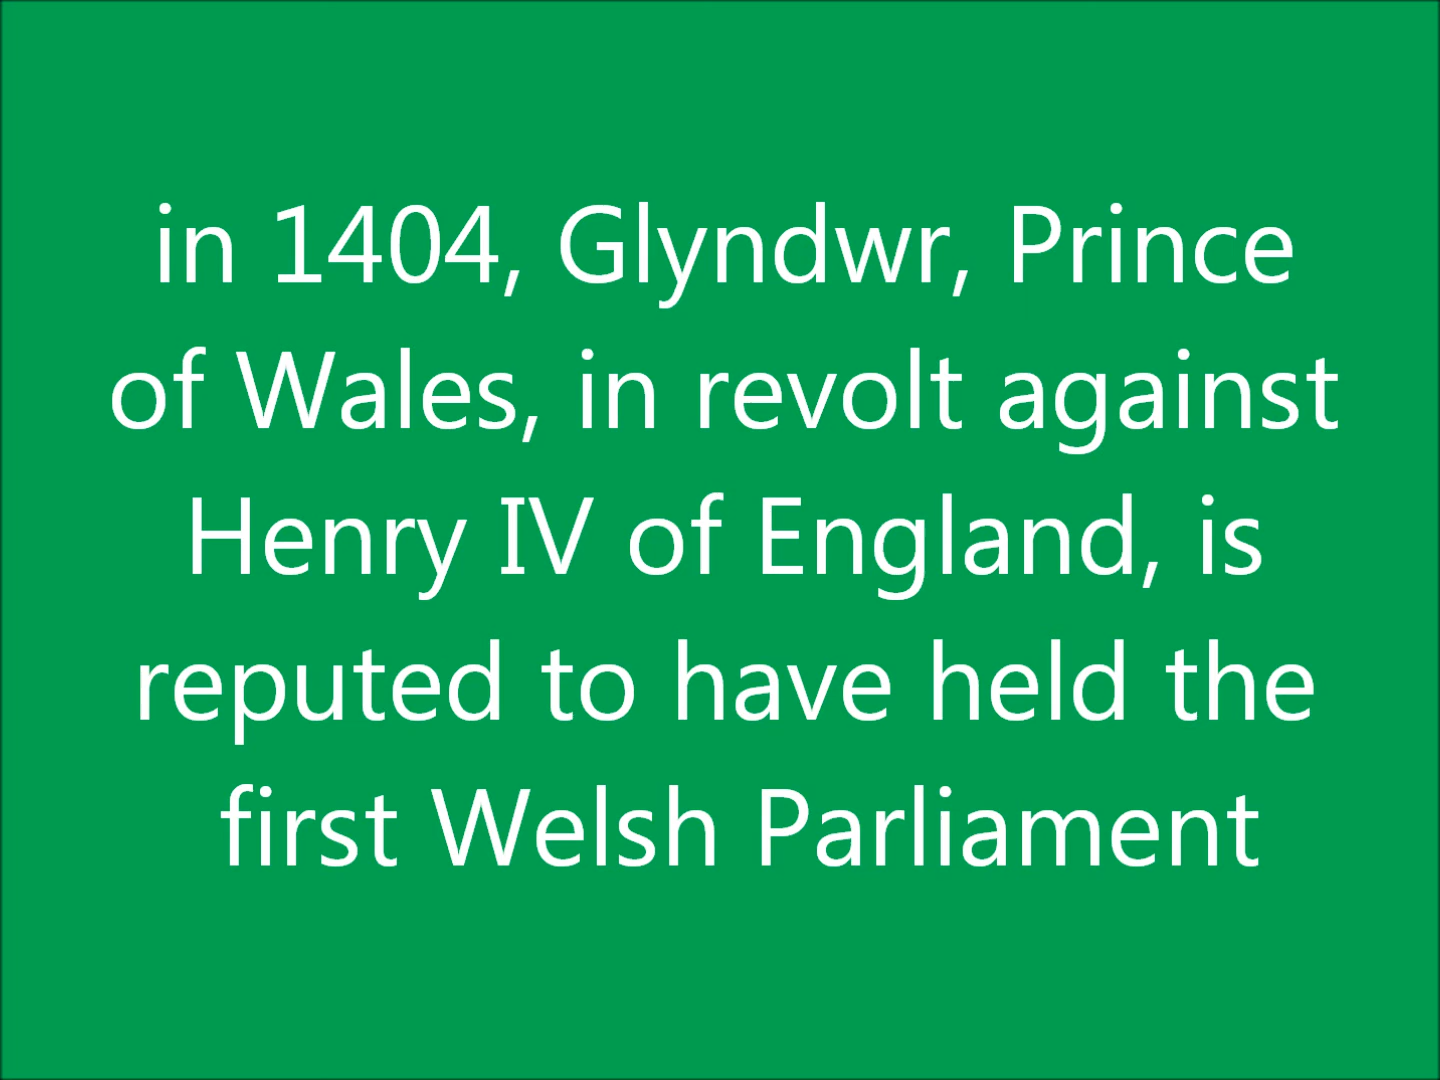 in 1404, Glyndwr, Prince
of Wales, in revolt against
Henry IV of England, is
reputed to have held the
first Welsh Parliament